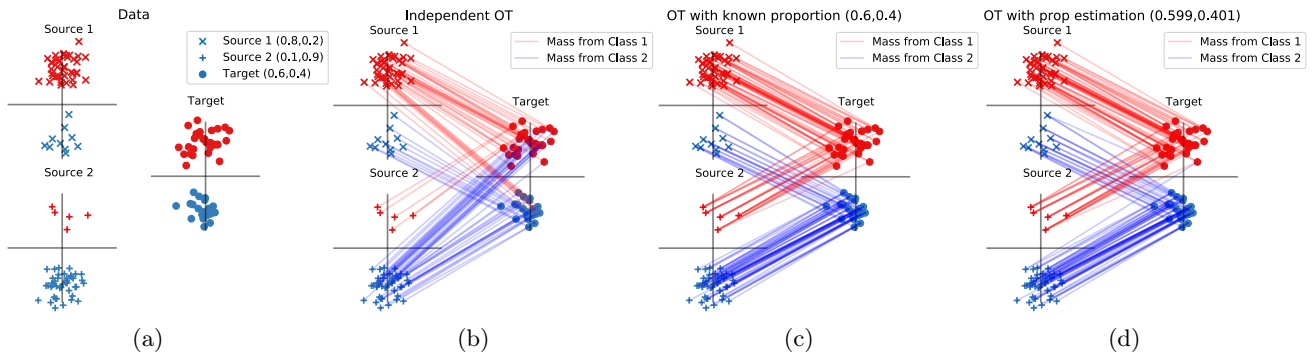 Data
Source 1
Source 1 (0.8,0.2)
Source 2 (0.1,0.9)
Target (0.6,0.4)
Target
Source 2
(a)
Independent OT
Source 1
Mass from Class 1
Mass from Class 2
Target
Source 2
(b)
OT with known proportion (0.6,0.4)
Source 1
Mass from Class 1
Mass from Class 2
Target
Source 2
(c)
OT with prop estimation (0.599,0.401)
Source 1
Mass from Class 1
Mass from Class 2
Target
Source 2
(d)